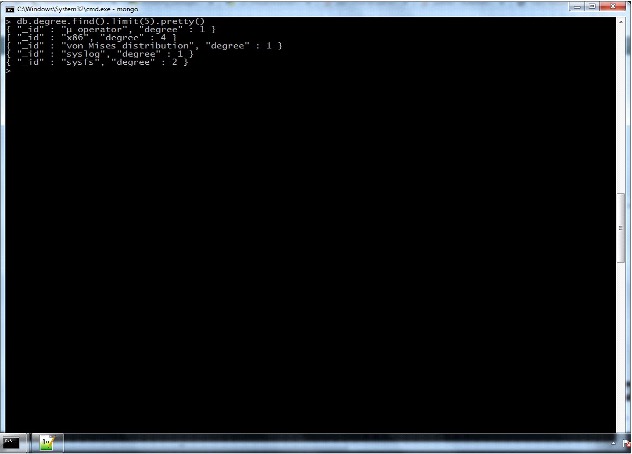 C:\Windows\System32\cmd.exe - mongo
> db.degree.find().limit(5).pretty()
{ "_id" : "µ operator", "degree" : 1 }
{ "_id" : "x86", "degree" : 4 }
{ "_id" : "von Mises distribution", "degree" : 1 }
{ "_id" : "syslog", "degree" : 1 }
{ "_id" : "sysfs", "degree" : 2 }
>